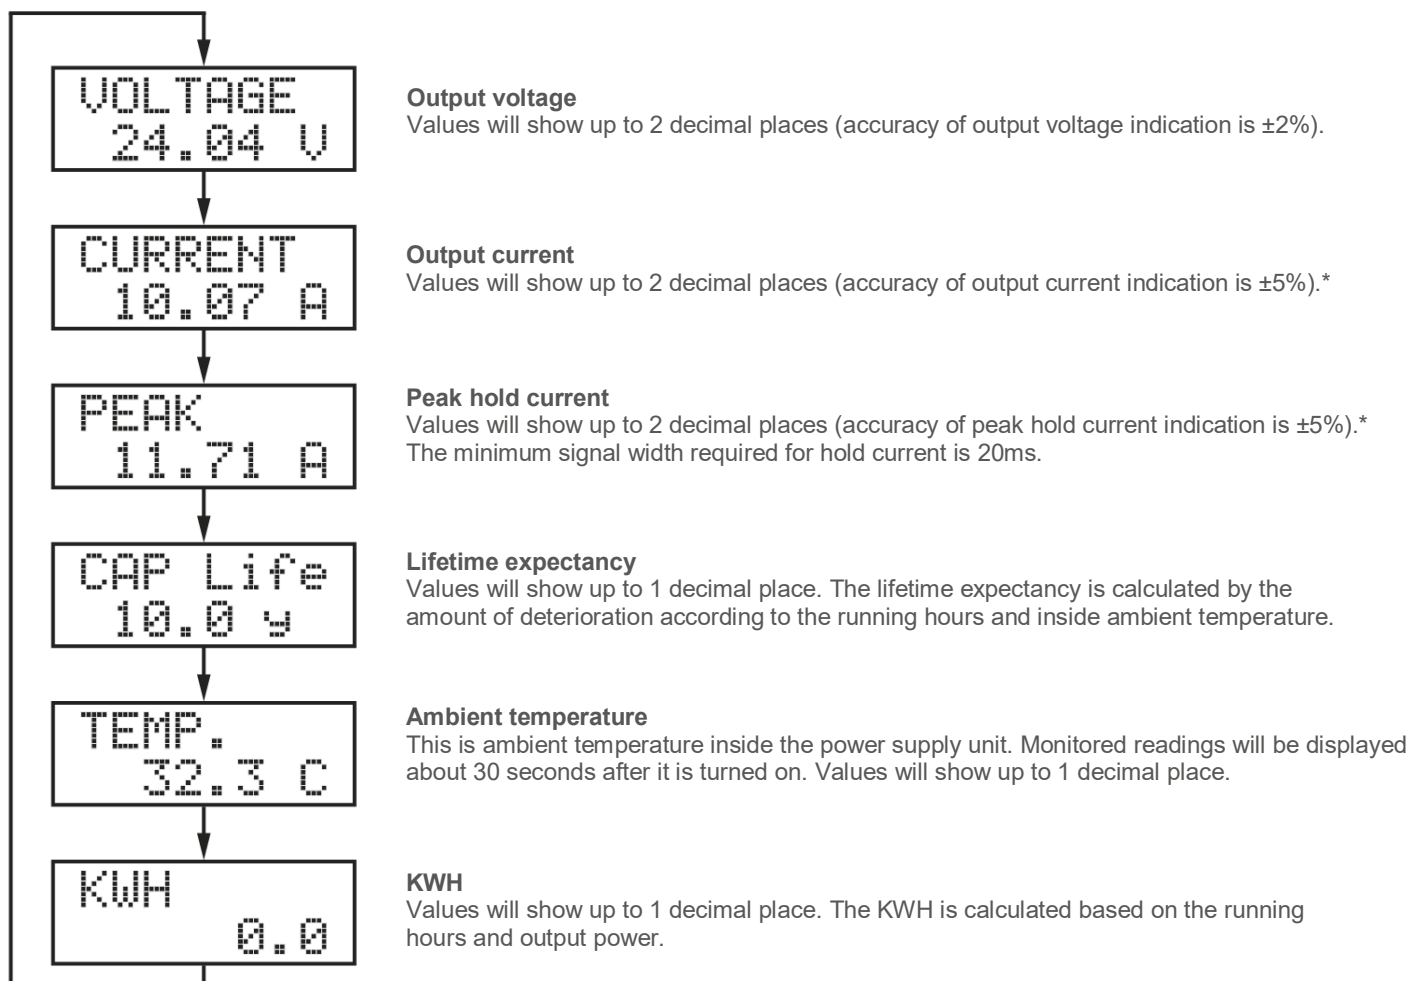 VOLTAGE
24.04 V
Output voltage
Values will show up to 2 decimal places (accuracy of output voltage indication is ±2%).
CURRENT
10.07 A
Output current
Values will show up to 2 decimal places (accuracy of output current indication is ±5%).*
PEAK
11.71 A
Peak hold current
Values will show up to 2 decimal places (accuracy of peak hold current indication is ±5%).*
The minimum signal width required for hold current is 20ms.
CAP Life
10.0 y
Lifetime expectancy
Values will show up to 1 decimal place. The lifetime expectancy is calculated by the
amount of deterioration according to the running hours and inside ambient temperature.
TEMP.
32.3 C
Ambient temperature
This is ambient temperature inside the power supply unit. Monitored readings will be displayed
about 30 seconds after it is turned on. Values will show up to 1 decimal place.
KWH
0.0
KWH
Values will show up to 1 decimal place. The KWH is calculated based on the running
hours and output power.